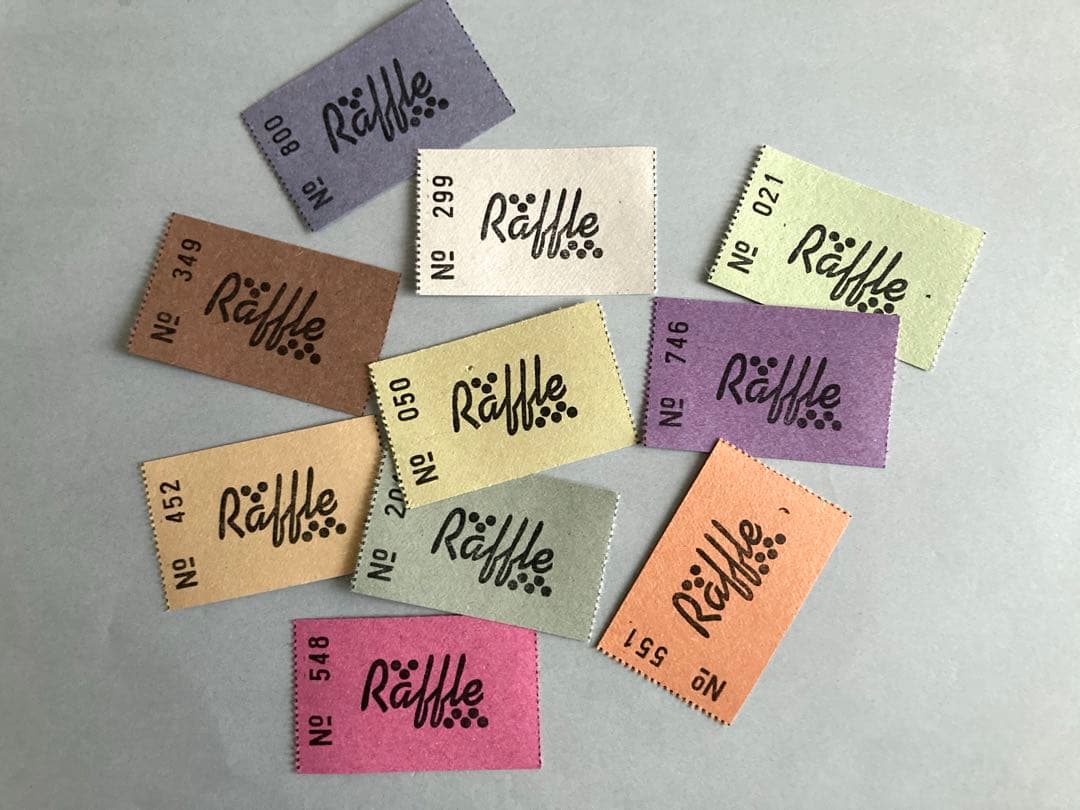 Nº 800
Raffle
Nº 299
Raffle
Nº 021
Raffle
Nº 349
Raffle
Nº 050
Raffle
Nº 746
Raffle
Nº 452
Raffle
Nº
Raffle
Nº 551
Raffle
Nº 548
Raffle